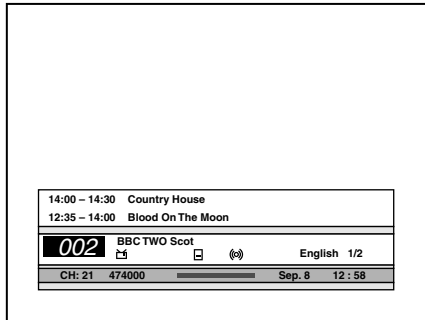 14:00 – 14:30 Country House
12:35 – 14:00 Blood On The Moon
002 BBC TWO Scot
English 1/2
CH: 21 474000 Sep. 8 12 : 58